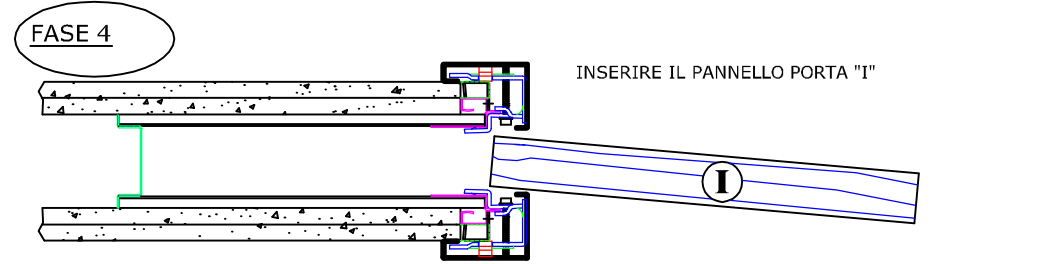 FASE 4
INSERIRE IL PANNELLO PORTA "I"
I